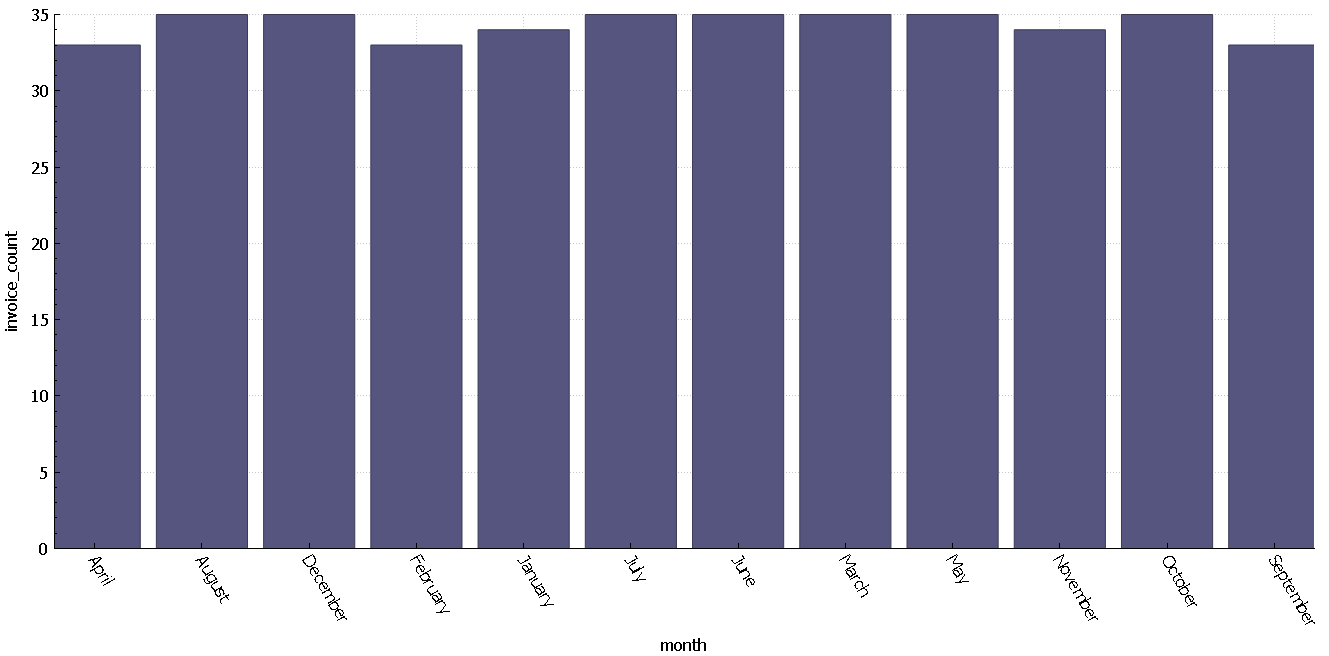 35
30
25
20
15
10
5
0
invoice_count
April
August
December
February
January
July
June
March
May
November
October
September
month